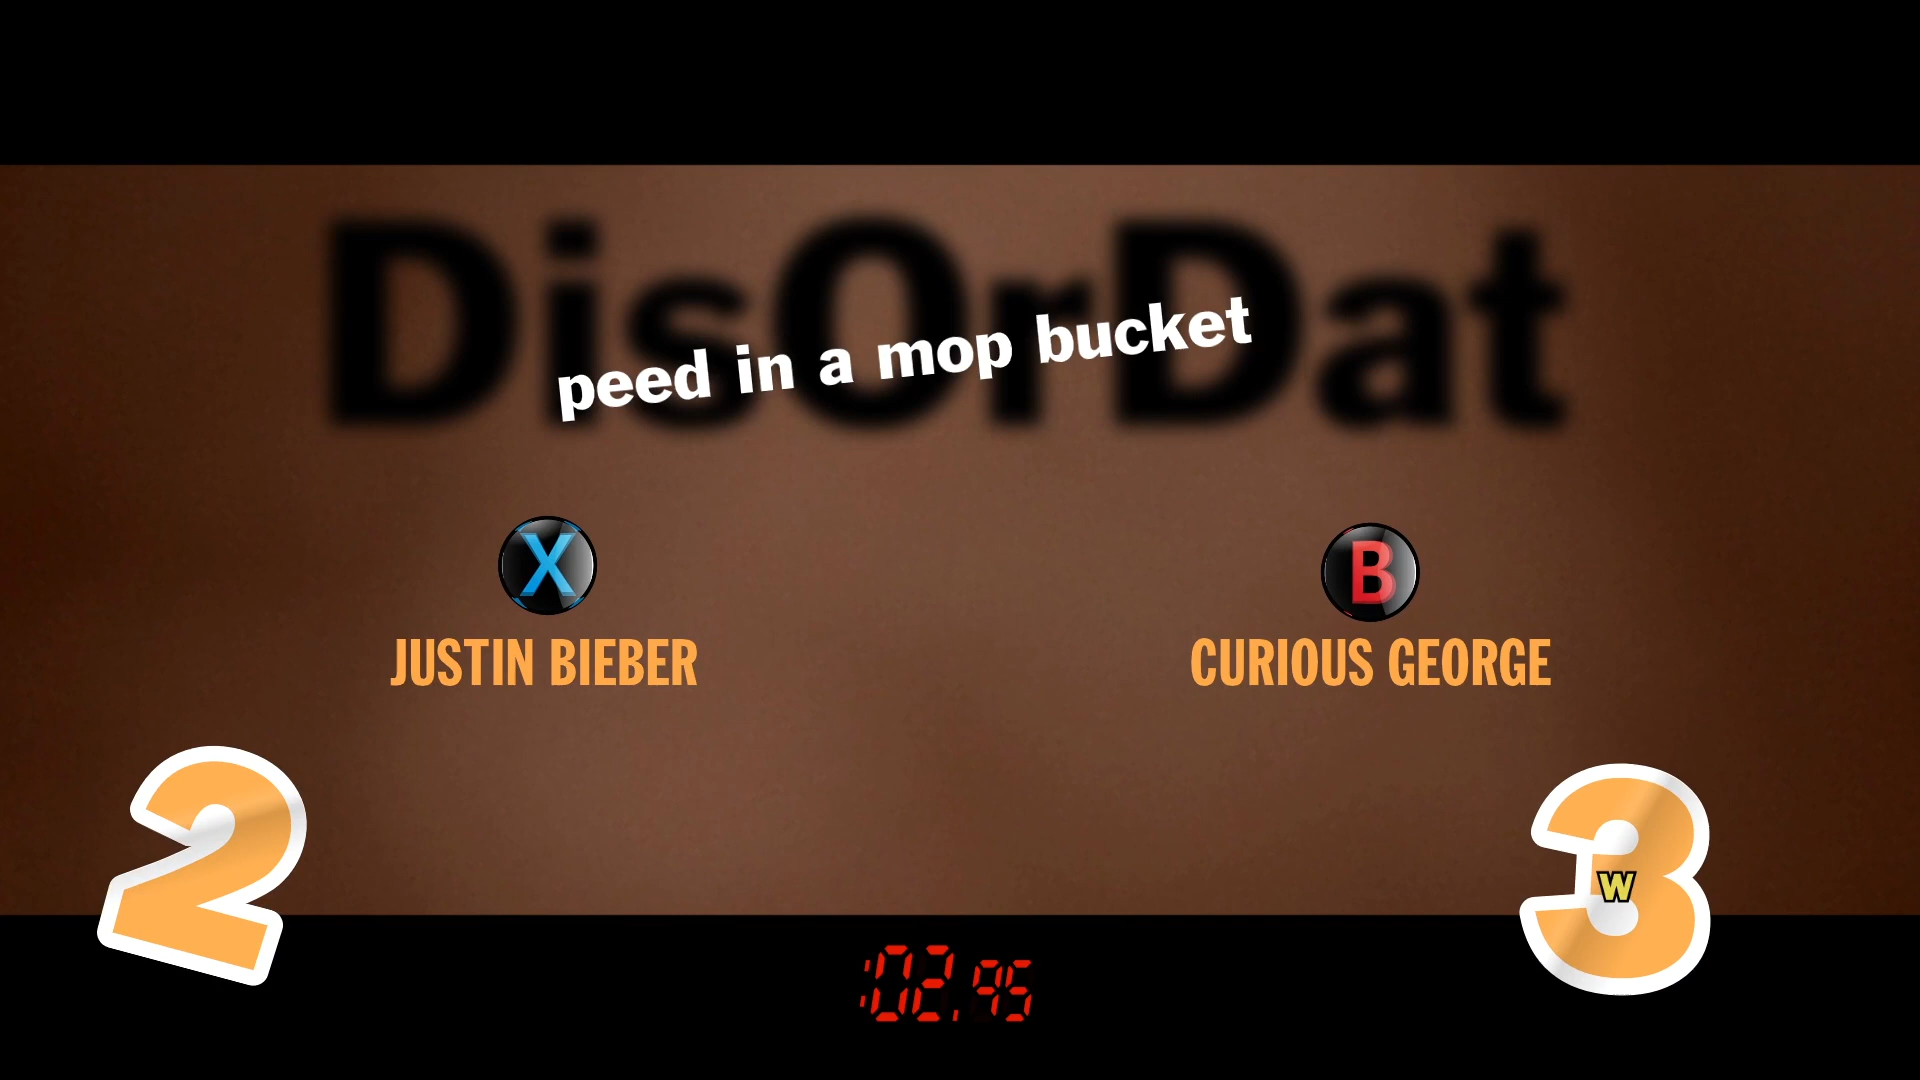 DisOrDat
peed in a mop bucket
X
B
JUSTIN BIEBER
CURIOUS GEORGE
2
3
W
:02.95